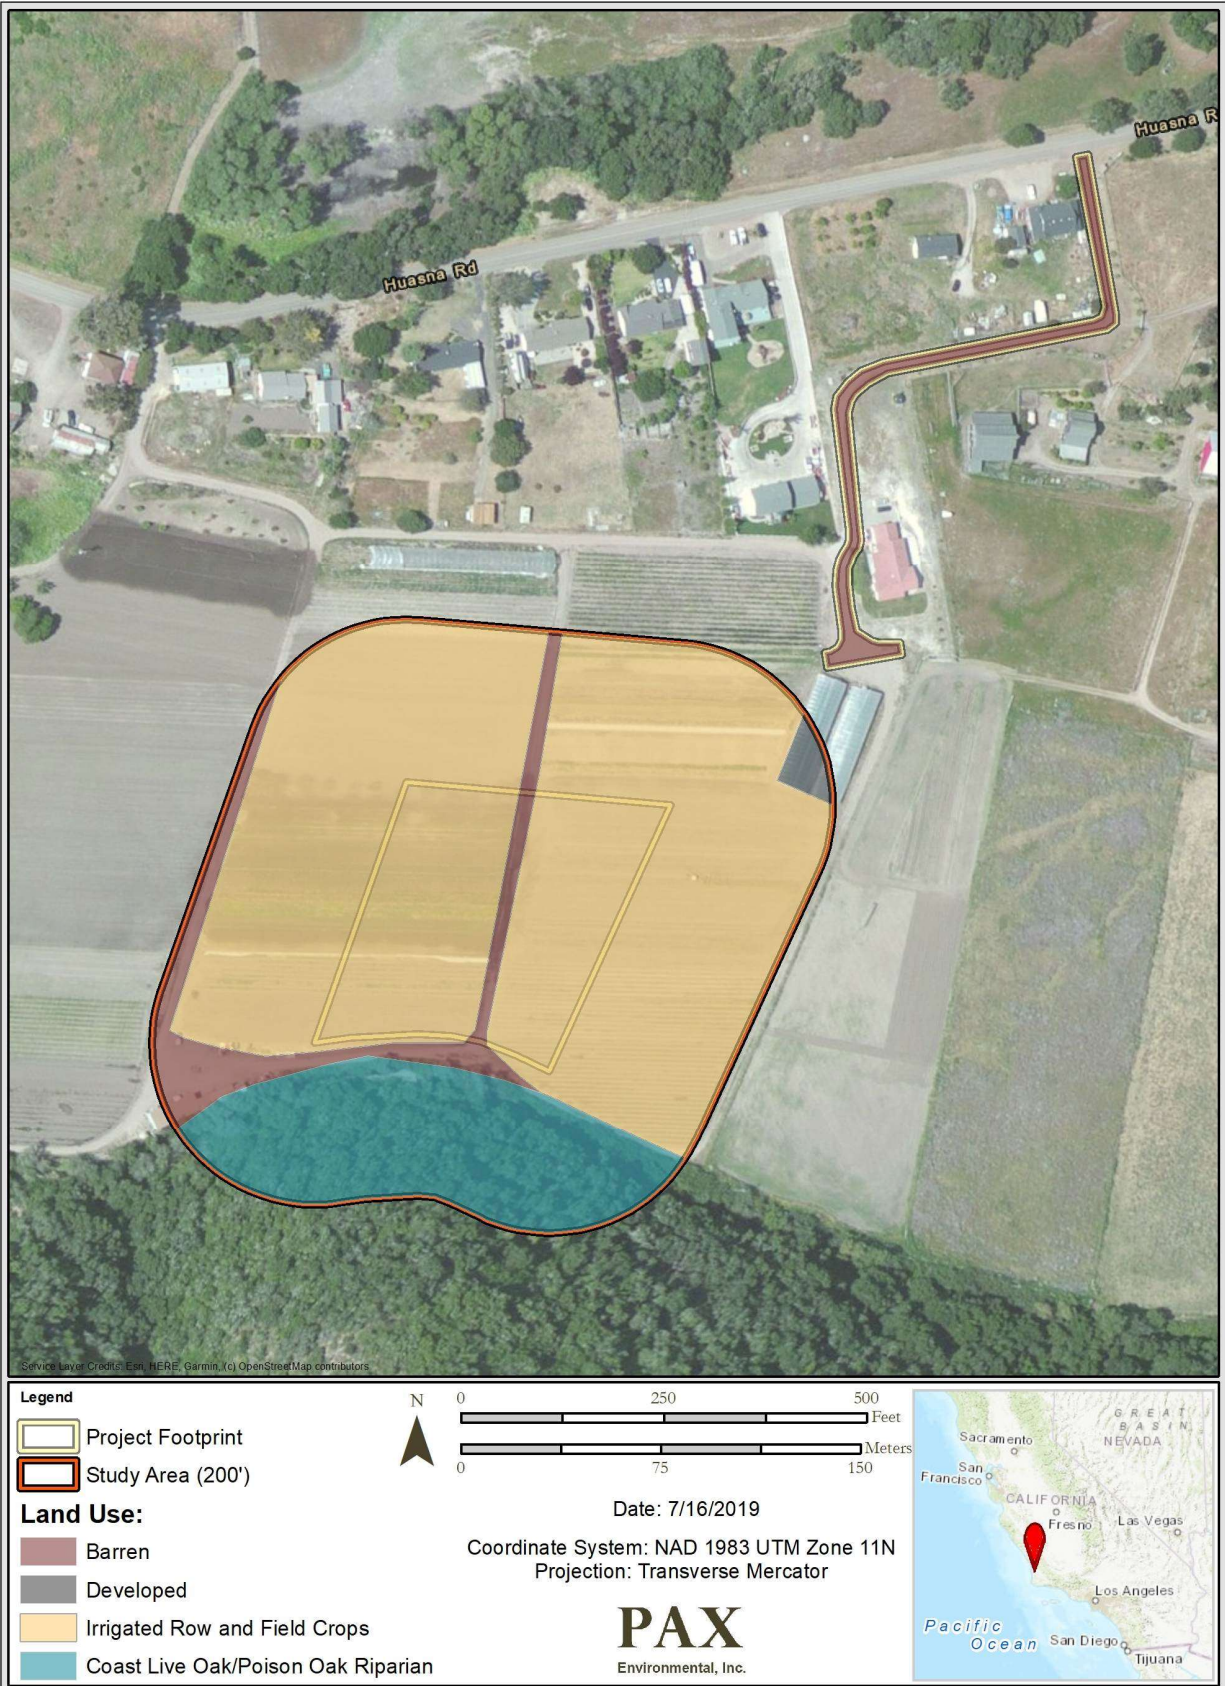 Huasna R
Huasna Rd
Service Layer Credits: Esri, HERE, Garmin, (c) OpenStreetMap contributors
Legend
Project Footprint
Study Area (200')
Land Use:
Barren
Developed
Irrigated Row and Field Crops
Coast Live Oak/Poison Oak Riparian
N
0 250 500
Feet
Meters
0 75 150
Date: 7/16/2019
Coordinate System: NAD 1983 UTM Zone 11N
Projection: Transverse Mercator
PAX
Environmental, Inc.
GREAT
BASIN
Sacramento
NEVADA
San
Francisco
CALIFORNIA
Fresno
Las Vegas
Los Angeles
Pacific
Ocean
San Diego
Tijuana